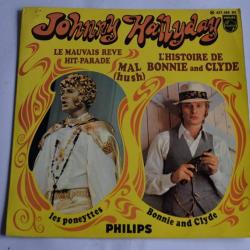 Johnny Hallyday
LE MAUVAIS REVE
HIT-PARADE
MAL
(hush)
L'HISTOIRE DE
BONNIE and CLYDE
les poneyttes
Bonnie and Clyde
PHILIPS